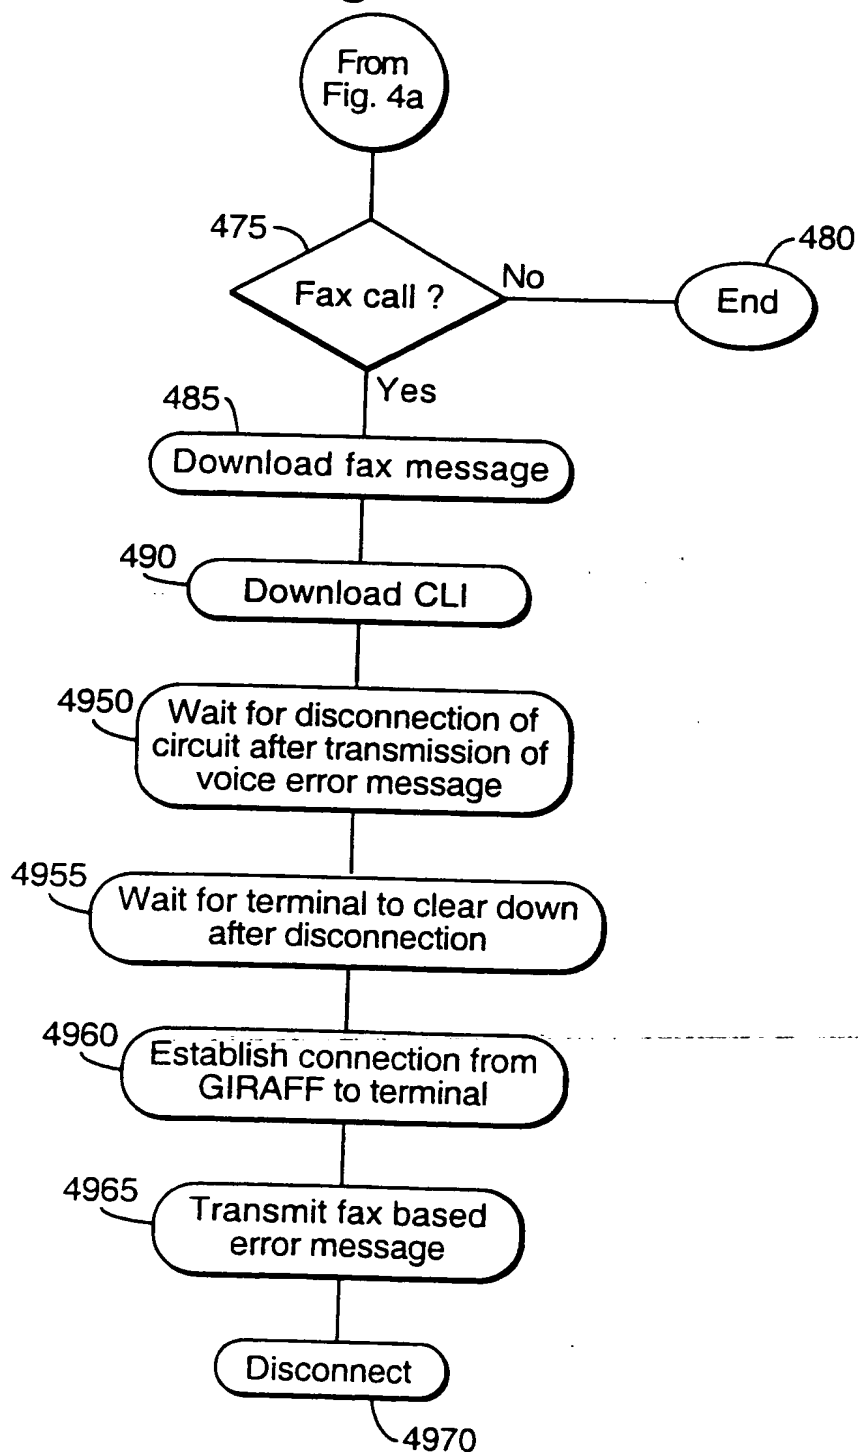 From
Fig. 4a
475
Fax call ?
No
480
End
Yes
485
Download fax message
490
Download CLI
4950
Wait for disconnection of
circuit after transmission of
voice error message
4955
Wait for terminal to clear down
after disconnection
4960
Establish connection from
GIRAFF to terminal
4965
Transmit fax based
error message
Disconnect
4970